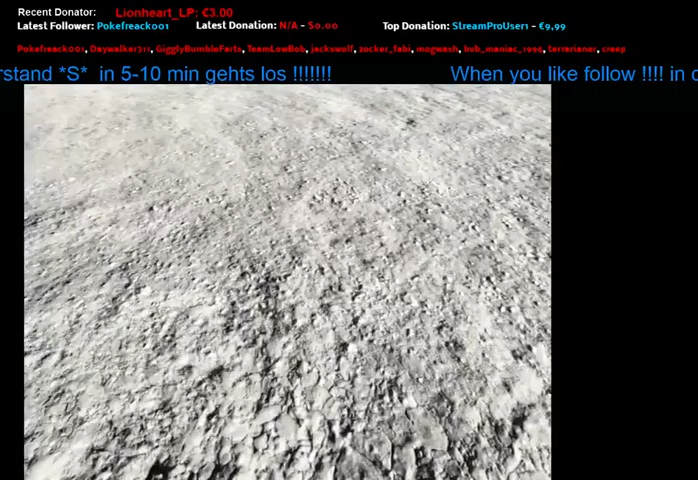 Recent Donator: Lionheart_LP: €3.00
Latest Follower: Pokefreack001 Latest Donation: N/A - $0.00 Top Donation: StreamProUser1 - €9,99
Pokefreack001, Daywalker311, GigglyBumbleFarts, TeamLowBob, jackswulf, zocker_fabi, mogwash, bub_maniac_1996, terrarianer, creep
rstand *S* in 5-10 min gehts los !!!!!!! When you like follow !!!! in